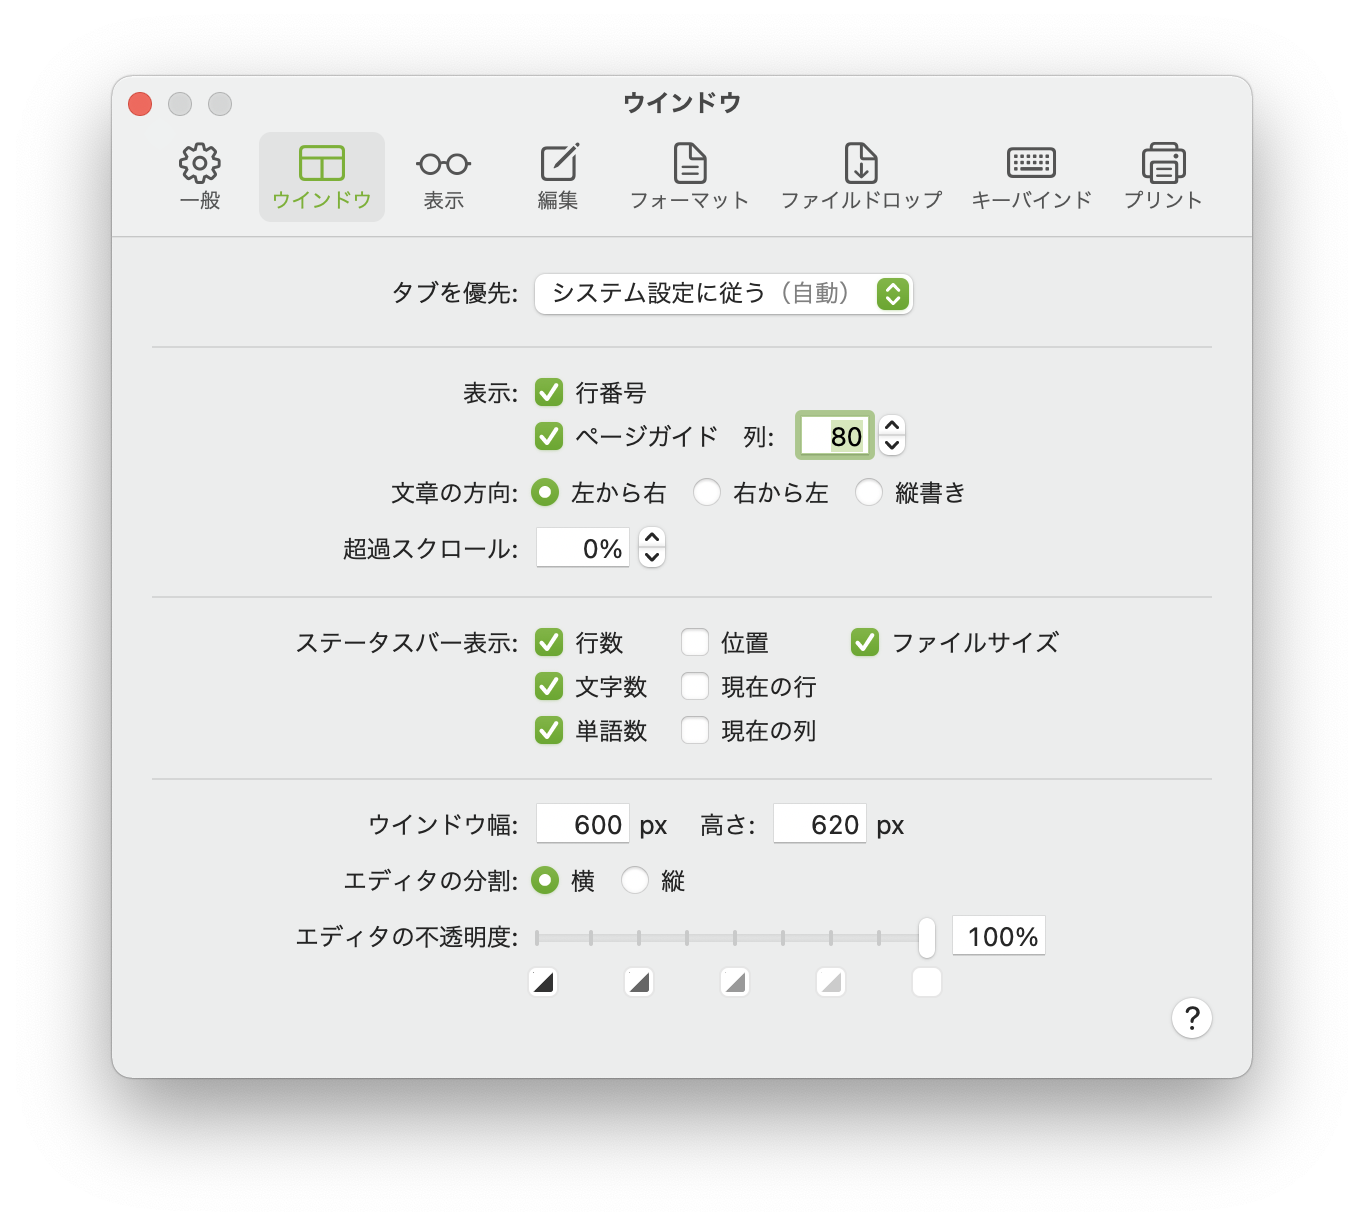 ウインドウ
一般 ウインドウ 表示 編集 フォーマット ファイルドロップ キーバインド プリント
タブを優先: システム設定に従う（自動）
表示: 行番号
ページガイド 列: 80
文章の方向: 左から右 右から左 縦書き
超過スクロール: 0%
ステータスバー表示: 行数 位置 ファイルサイズ
文字数 現在の行
単語数 現在の列
ウインドウ幅: 600 px 高さ: 620 px
エディタの分割: 横 縦
エディタの不透明度: 100%
?